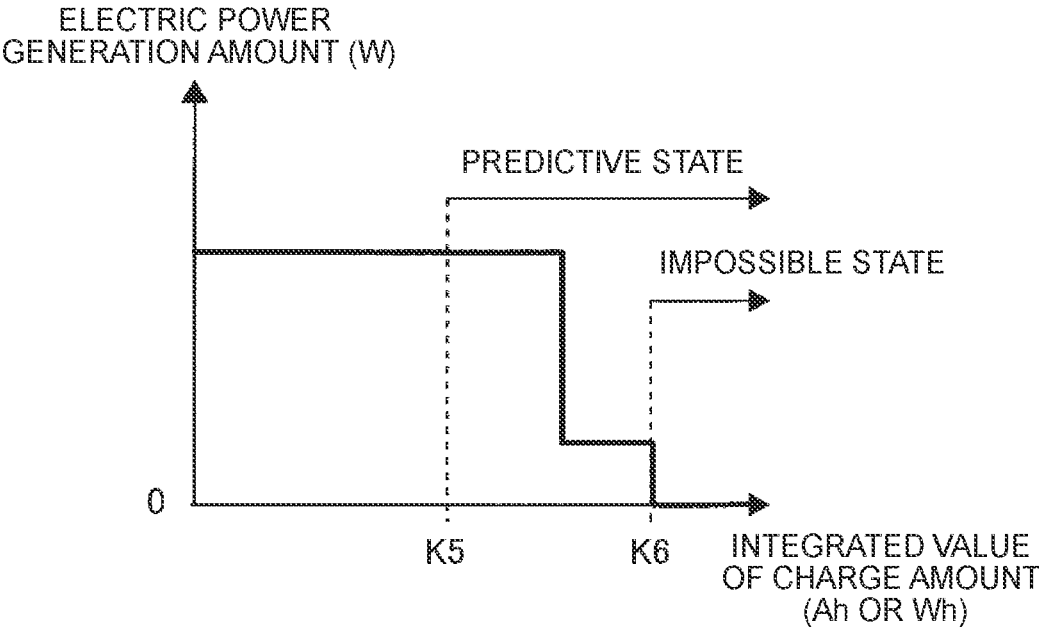 ELECTRIC POWER
GENERATION AMOUNT (W)
PREDICTIVE STATE
IMPOSSIBLE STATE
0
K5
K6
INTEGRATED VALUE
OF CHARGE AMOUNT
(Ah OR Wh)